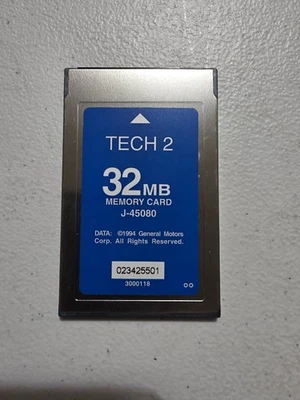 TECH 2
32MB
MEMORY CARD
J-45080
DATA: ©1994 General Motors
Corp. All Rights Reserved.
023425501
3000118